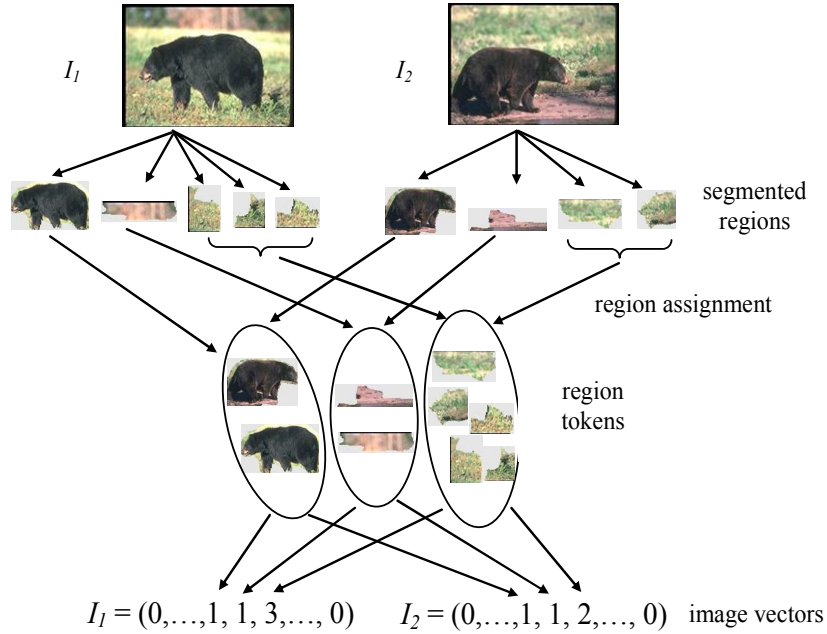 I1
I2
segmented
regions
region assignment
region
tokens
I1 = (0,…,1, 1, 3,…, 0)
I2 = (0,…,1, 1, 2,…, 0)
image vectors